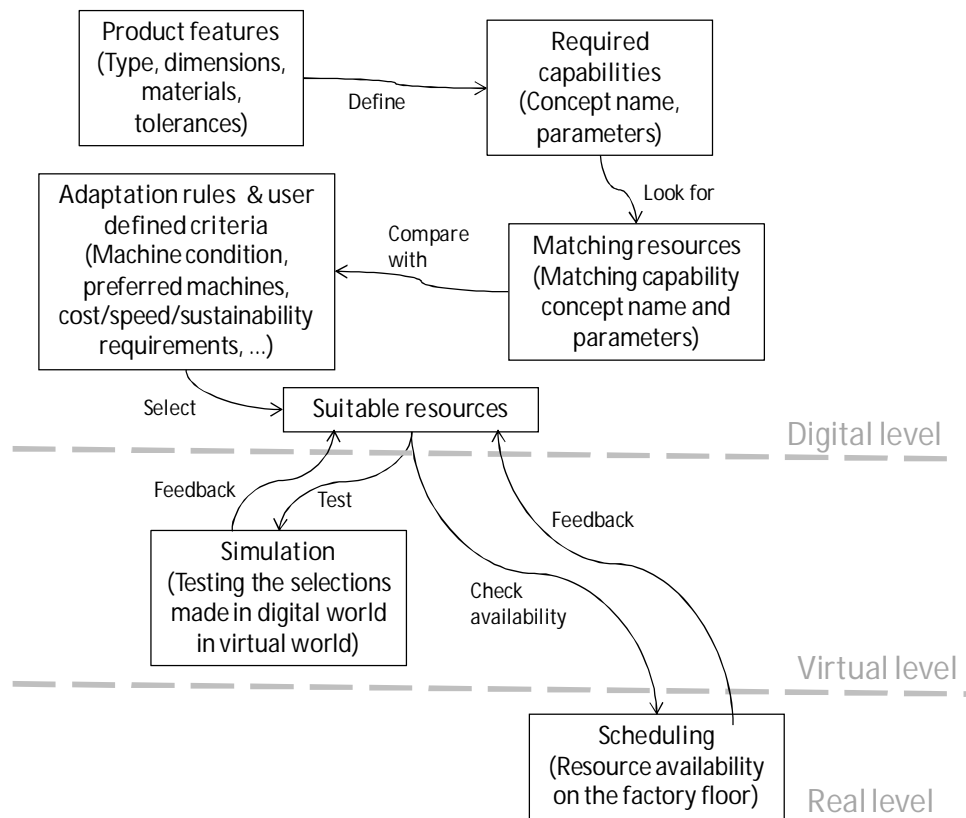 Product features
(Type, dimensions,
materials,
tolerances)
Define
Required
capabilities
(Concept name,
parameters)
Look for
Adaptation rules & user
defined criteria
(Machine condition,
preferred machines,
cost/speed/sustainability
requirements, ...)
Compare
with
Matching resources
(Matching capability
concept name and
parameters)
Select
Suitable resources
Digital level
Feedback
Test
Feedback
Simulation
(Testing the selections
made in digital world
in virtual world)
Check
availability
Virtual level
Scheduling
(Resource availability
on the factory floor)
Real level